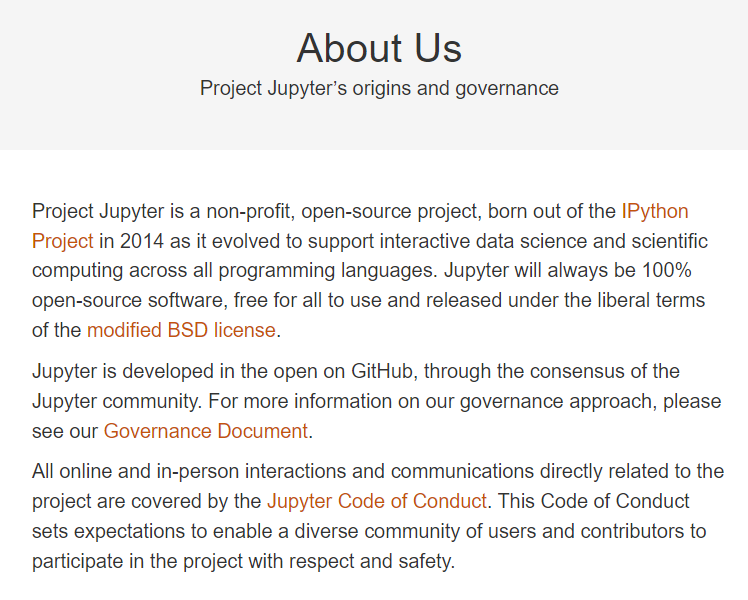 About Us
Project Jupyter’s origins and governance
Project Jupyter is a non-profit, open-source project, born out of the IPython
Project in 2014 as it evolved to support interactive data science and scientific
computing across all programming languages. Jupyter will always be 100%
open-source software, free for all to use and released under the liberal terms
of the modified BSD license.
Jupyter is developed in the open on GitHub, through the consensus of the
Jupyter community. For more information on our governance approach, please
see our Governance Document.
All online and in-person interactions and communications directly related to the
project are covered by the Jupyter Code of Conduct. This Code of Conduct
sets expectations to enable a diverse community of users and contributors to
participate in the project with respect and safety.